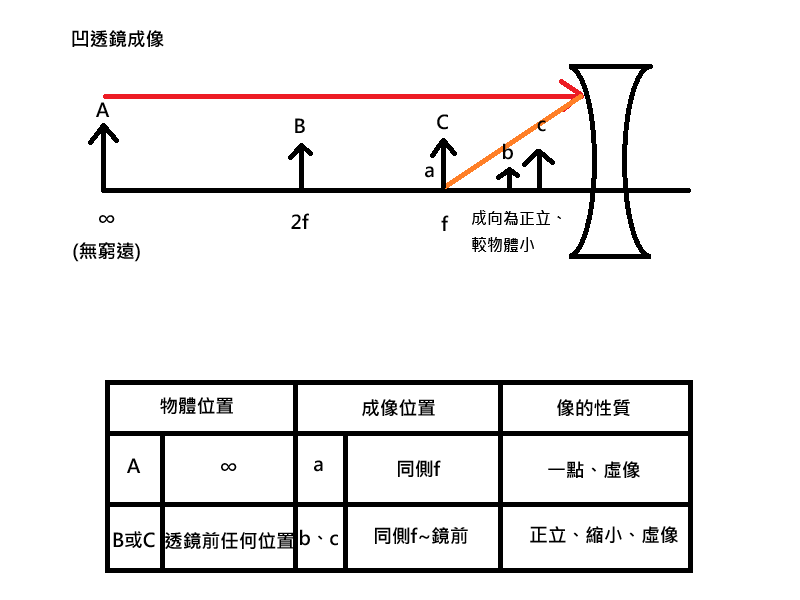 凹透鏡成像
A
B
C
c
b
a
∞
2f
f
成向為正立、
較物體小
(無窮遠)
物體位置 成像位置 像的性質
A ∞ a 同側f 一點、虛像
B或C 透鏡前任何位置 b、c 同側f~鏡前 正立、縮小、虛像